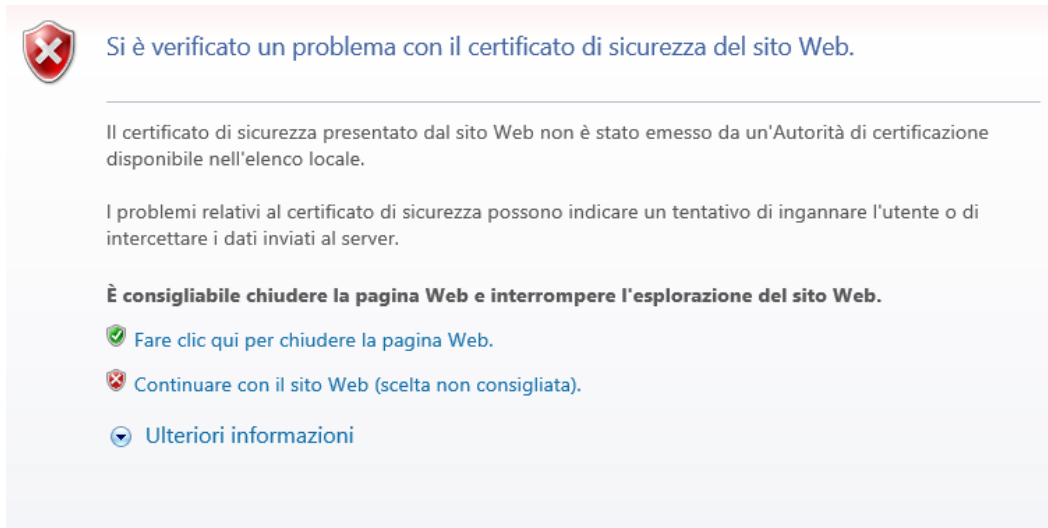 Si è verificato un problema con il certificato di sicurezza del sito Web.
Il certificato di sicurezza presentato dal sito Web non è stato emesso da un'Autorità di certificazione
disponibile nell'elenco locale.
I problemi relativi al certificato di sicurezza possono indicare un tentativo di ingannare l'utente o di
intercettare i dati inviati al server.
È consigliabile chiudere la pagina Web e interrompere l'esplorazione del sito Web.
Fare clic qui per chiudere la pagina Web.
Continuare con il sito Web (scelta non consigliata).
Ulteriori informazioni